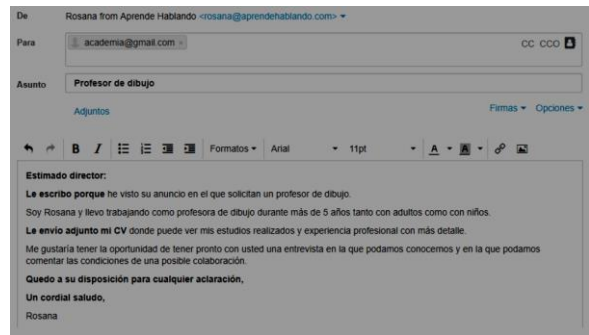 De Rosana from Aprende Hablando <rosana@aprendehablando.com>
Para academia@gmail.com CC CCO
Asunto Profesor de dibujo
Adjuntos Firmas Opciones
B I Formatos Arial 11pt A A
Estimado director:
Le escribo porque he visto su anuncio en el que solicitan un profesor de dibujo.
Soy Rosana y llevo trabajando como profesora de dibujo durante más de 5 años tanto con adultos como con niños.
Le envío adjunto mi CV donde puede ver mis estudios realizados y experiencia profesional con más detalle.
Me gustaría tener la oportunidad de tener pronto con usted una entrevista en la que podamos conocernos y en la que podamos
comentar las condiciones de una posible colaboración.
Quedo a su disposición para cualquier aclaración,
Un cordial saludo,
Rosana